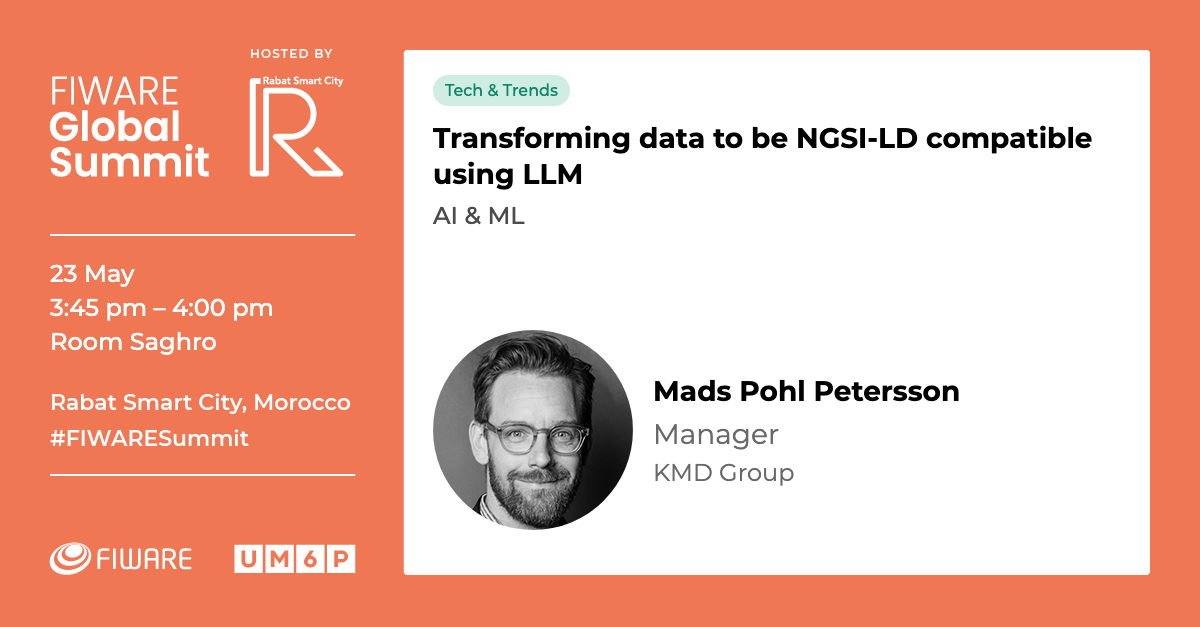 FIWARE
Global
Summit
HOSTED BY
Rabat Smart City
R
23 May
3:45 pm – 4:00 pm
Room Saghro
Rabat Smart City, Morocco
#FIWARESummit
FIWARE
UM6P
Tech & Trends
Transforming data to be NGSI-LD compatible
using LLM
AI & ML
Mads Pohl Petersson
Manager
KMD Group